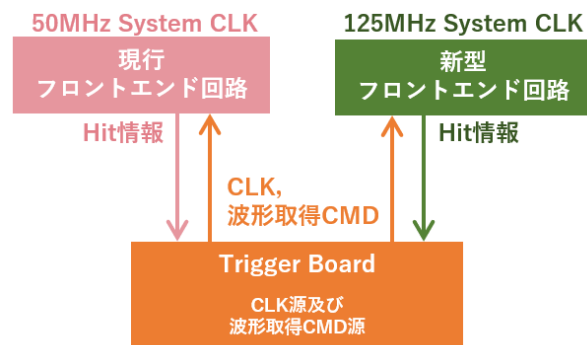 50MHz System CLK
現行
フロントエンド回路
125MHz System CLK
新型
フロントエンド回路
Hit情報
Hit情報
CLK,
波形取得CMD
Trigger Board
CLK源及び
波形取得CMD源